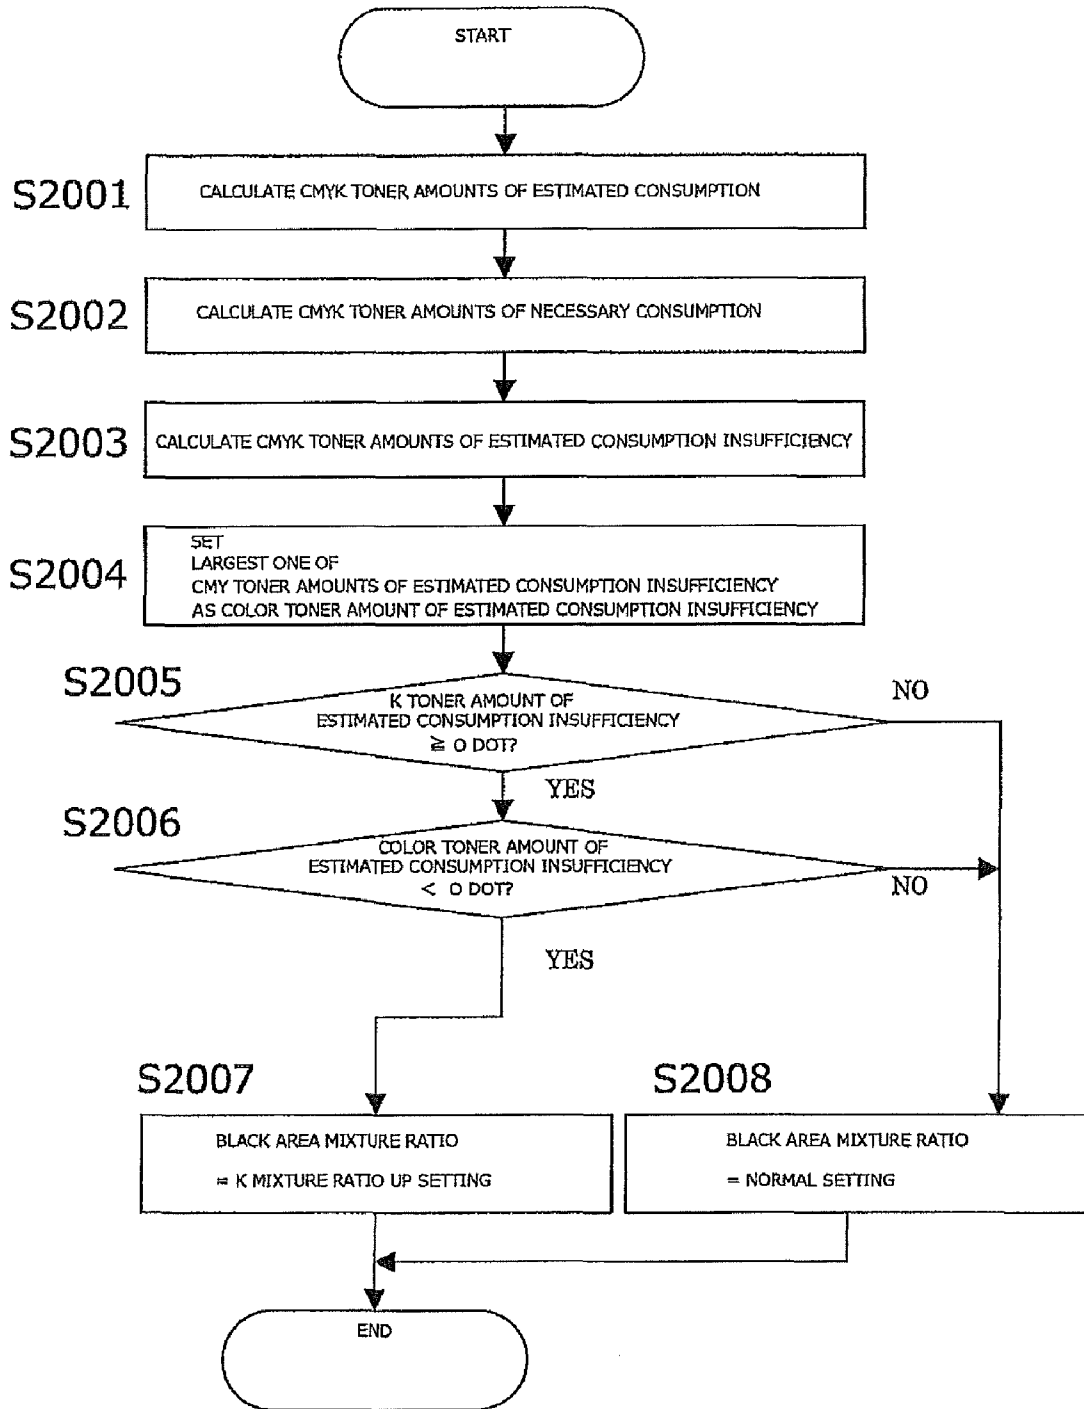 START
S2001
CALCULATE CMYK TONER AMOUNTS OF ESTIMATED CONSUMPTION
S2002
CALCULATE CMYK TONER AMOUNTS OF NECESSARY CONSUMPTION
S2003
CALCULATE CMYK TONER AMOUNTS OF ESTIMATED CONSUMPTION INSUFFICIENCY
S2004
SET
LARGEST ONE OF
CMY TONER AMOUNTS OF ESTIMATED CONSUMPTION INSUFFICIENCY
AS COLOR TONER AMOUNT OF ESTIMATED CONSUMPTION INSUFFICIENCY
S2005
K TONER AMOUNT OF
ESTIMATED CONSUMPTION INSUFFICIENCY
≧ 0 DOT?
NO
YES
S2006
COLOR TONER AMOUNT OF
ESTIMATED CONSUMPTION INSUFFICIENCY
< 0 DOT?
NO
YES
S2007
BLACK AREA MIXTURE RATIO
= K MIXTURE RATIO UP SETTING
S2008
BLACK AREA MIXTURE RATIO
= NORMAL SETTING
END